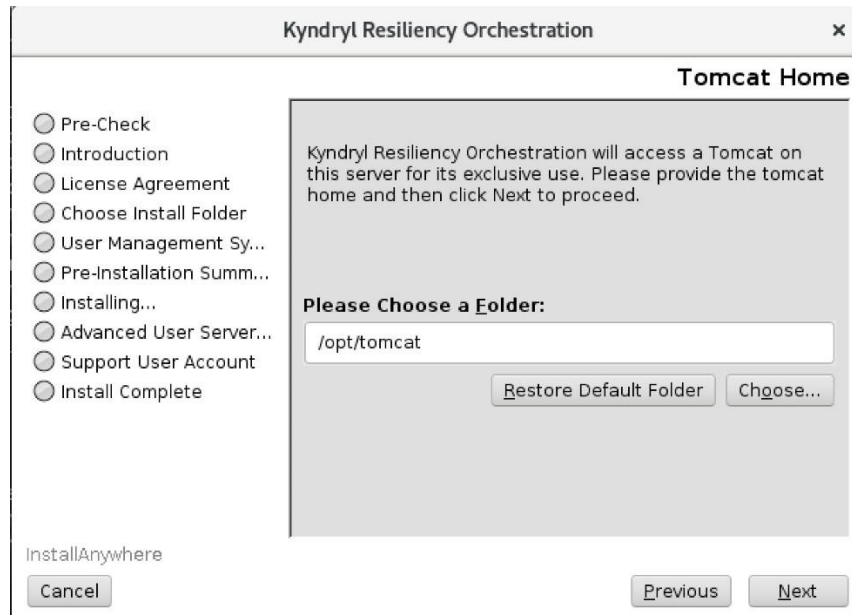 Kyndryl Resiliency Orchestration
×
Tomcat Home
Pre-Check
Introduction
License Agreement
Choose Install Folder
User Management Sy...
Pre-Installation Summ...
Installing...
Advanced User Server...
Support User Account
Install Complete
Kyndryl Resiliency Orchestration will access a Tomcat on
this server for its exclusive use. Please provide the tomcat
home and then click Next to proceed.
Please Choose a Folder:
/opt/tomcat
Restore Default Folder
Choose...
InstallAnywhere
Cancel
Previous
Next